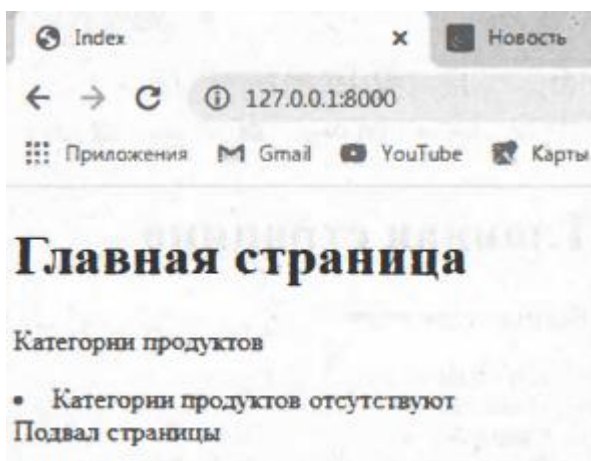 Index × Новость
127.0.0.1:8000
Приложения Gmail YouTube Карты
Главная страница
Категории продуктов
• Категории продуктов отсутствуют
Подвал страницы